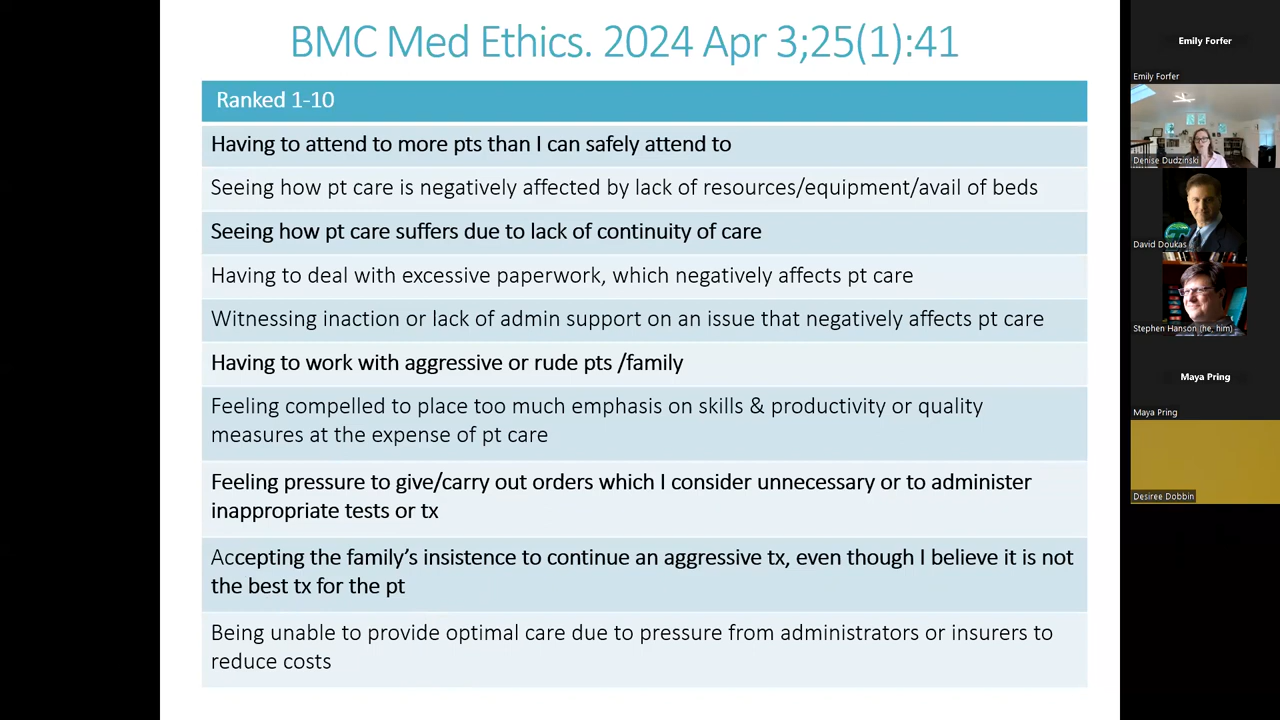 BMC Med Ethics. 2024 Apr 3;25(1):41
Ranked 1-10
Having to attend to more pts than I can safely attend to
Seeing how pt care is negatively affected by lack of resources/equipment/avail of beds
Seeing how pt care suffers due to lack of continuity of care
Having to deal with excessive paperwork, which negatively affects pt care
Witnessing inaction or lack of admin support on an issue that negatively affects pt care
Having to work with aggressive or rude pts /family
Feeling compelled to place too much emphasis on skills & productivity or quality
measures at the expense of pt care
Feeling pressure to give/carry out orders which I consider unnecessary or to administer
inappropriate tests or tx
Accepting the family’s insistence to continue an aggressive tx, even though I believe it is not
the best tx for the pt
Being unable to provide optimal care due to pressure from administrators or insurers to
reduce costs
Emily Forfer
Emily Forfer
Denise Dudzinski
David Doukas
Stephen Hanson (he, him)
Maya Pring
Maya Pring
Desiree Dobbin